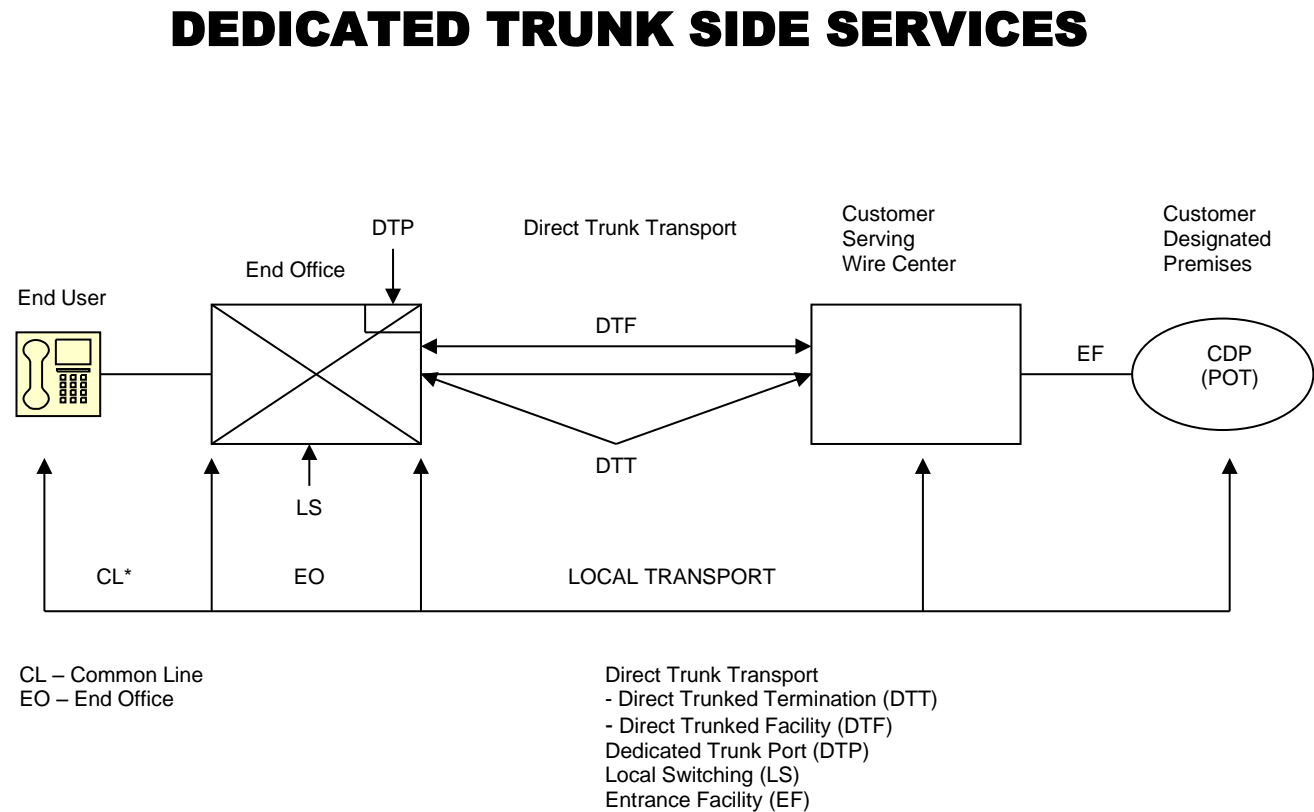 DEDICATED TRUNK SIDE SERVICES
DTP
Direct Trunk Transport
Customer
Serving
Wire Center
Customer
Designated
Premises
End Office
End User
DTF
EF
CDP
(POT)
DTT
LS
CL*
EO
LOCAL TRANSPORT
CL – Common Line
EO – End Office
Direct Trunk Transport
- Direct Trunked Termination (DTT)
- Direct Trunked Facility (DTF)
Dedicated Trunk Port (DTP)
Local Switching (LS)
Entrance Facility (EF)